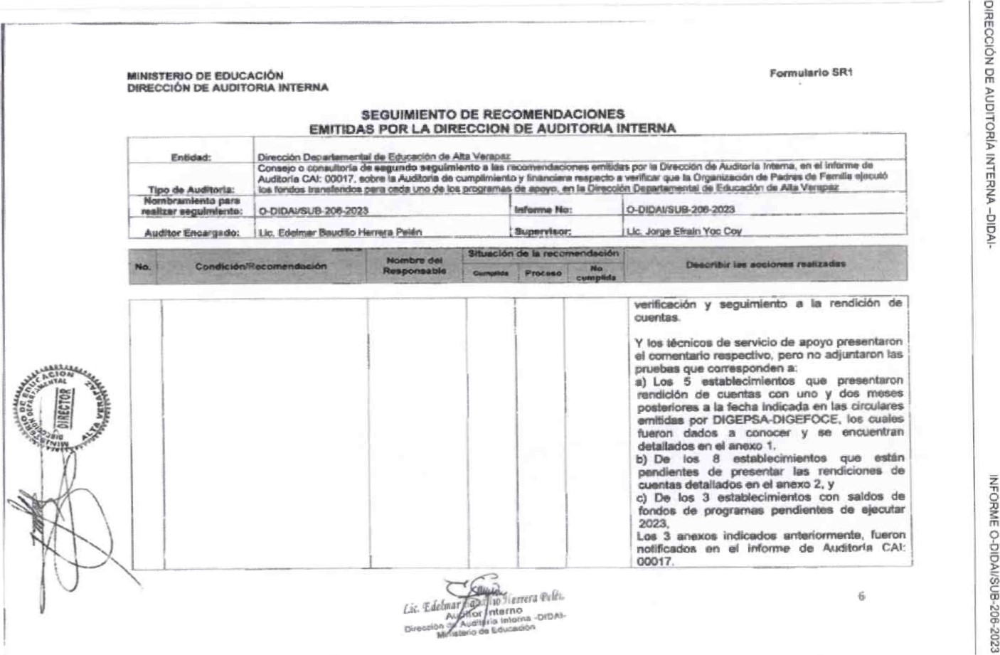 DIRECCIÓN DE AUDITORÍA INTERNA –DIDAI-
INFORME O-DIDAI/SUB-206-2023
MINISTERIO DE EDUCACIÓN
DIRECCIÓN DE AUDITORIA INTERNA
Formulario SR1
SEGUIMIENTO DE RECOMENDACIONES
EMITIDAS POR LA DIRECCION DE AUDITORIA INTERNA
Entidad: Dirección Departamental de Educación de Alta Verapaz
Tipo de Auditoria: Consejo o consultoría de segundo seguimiento a las recomendaciones emitidas por la Dirección de Auditoria Interna, en el informe de
Auditoria CAI: 00017, sobre la Auditoria de cumplimiento y financiera respecto a verificar que la Organización de Padres de Familia ejecutó
los fondos transferidos para cada uno de los programas de apoyo, en la Dirección Departamental de Educación de Alta Verapaz
Nombramiento para
realizar seguimiento: O-DIDAI/SUB-206-2023 Informe No: O-DIDAI/SUB-206-2023
Auditor Encargado: Lic. Edelmar Baudilio Herrera Pelén Supervisor: Lic. Jorge Efraín Yoc Coy
No. Condición/Recomendación Nombre del
Responsable Situación de la recomendación
Cumplida Proceso No
cumplida Describir las acciones realizadas
verificación y seguimiento a la rendición de
cuentas.
Y los técnicos de servicio de apoyo presentaron
el comentario respectivo, pero no adjuntaron las
pruebas que corresponden a:
a) Los 5 establecimientos que presentaron
rendición de cuentas con uno y dos meses
posteriores a la fecha indicada en las circulares
emitidas por DIGEPSA-DIGEFOCE, los cuales
fueron dados a conocer y se encuentran
detallados en el anexo 1,
b) De los 8 establecimientos que están
pendientes de presentar las rendiciones de
cuentas detallados en el anexo 2, y
c) De los 3 establecimientos con saldos de
fondos de programas pendientes de ejecutar
2023,
Los 3 anexos indicados anteriormente, fueron
notificados en el informe de Auditoría CAI:
00017.
MINISTERIO DE EDUCACION
DIRECCION DEPARTAMENTAL
DIRECTOR
ALTA VERAPAZ
Lic. Edelmar Baudilio Herrera Pelén
Auditor Interno
Dirección de Auditoria Interna -DIDAI-
Ministerio de Educación
6